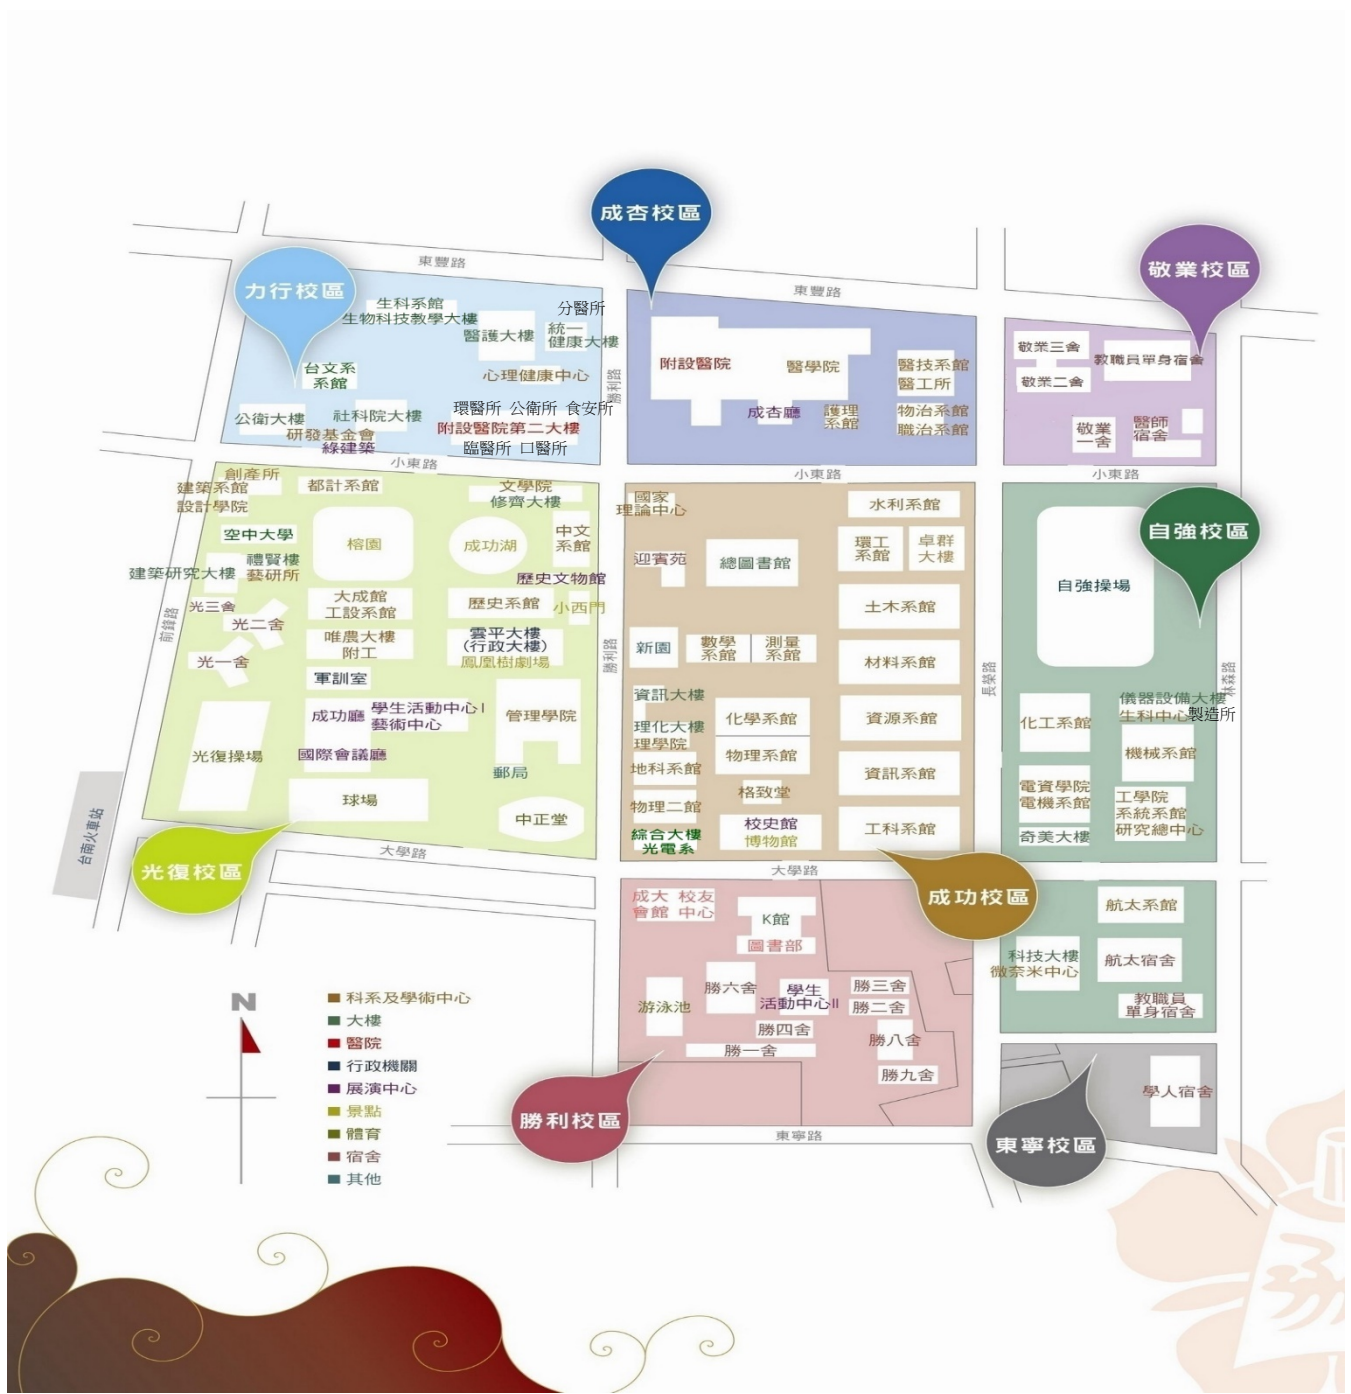 成杏校區
敬業校區
力行校區
東豐路
東豐路
生科系館
生物科技教學大樓
分醫所
醫護大樓
統一
健康大樓
台文系
系館
心理健康中心
公衛大樓
社科院大樓
研發基金會
綠建築
環醫所 公衛所 食安所
附設醫院第二大樓
臨醫所 口醫所
勝利路
附設醫院
醫學院
醫技系館
醫工所
成杏廳
護理
系館
物治系館
職治系館
敬業三舍
敬業二舍
教職員單身宿舍
敬業
一舍
醫師
宿舍
小東路
小東路
小東路
創產所
建築系館
設計學院
都計系館
文學院
修齊大樓
空中大學
榕園
成功湖
中文
系館
禮賢樓
藝研所
建築研究大樓
歷史文物館
光三舍
光二舍
光一舍
大成館
工設系館
歷史系館
小西門
唯農大樓
附工
雲平大樓
(行政大樓)
鳳凰樹劇場
軍訓室
成功廳
學生活動中心I
藝術中心
管理學院
光復操場
國際會議廳
郵局
球場
中正堂
前鋒路
勝利路
台南火車站
光復校區
大學路
國家
理論中心
水利系館
迎賓苑
總圖書館
環工
系館
卓群
大樓
土木系館
新園
數學
系館
測量
系館
材料系館
資訊大樓
理化大樓
理學院
化學系館
資源系館
地科系館
物理系館
資訊系館
物理二館
格致堂
綜合大樓
光電系
校史館
博物館
工科系館
長榮路
大學路
成功校區
自強校區
自強操場
林森路
儀器設備大樓
生科中心
製造所
化工系館
機械系館
電資學院
電機系館
工學院
系統系館
研究總中心
奇美大樓
航太系館
科技大樓
微奈米中心
航太宿舍
教職員
單身宿舍
成大
會館
校友
中心
K館
圖書部
游泳池
勝六舍
學生
活動中心II
勝三舍
勝二舍
勝四舍
勝一舍
勝八舍
勝九舍
勝利校區
東寧路
東寧校區
學人宿舍
N
科系及學術中心
大樓
醫院
行政機關
展演中心
景點
體育
宿舍
其他